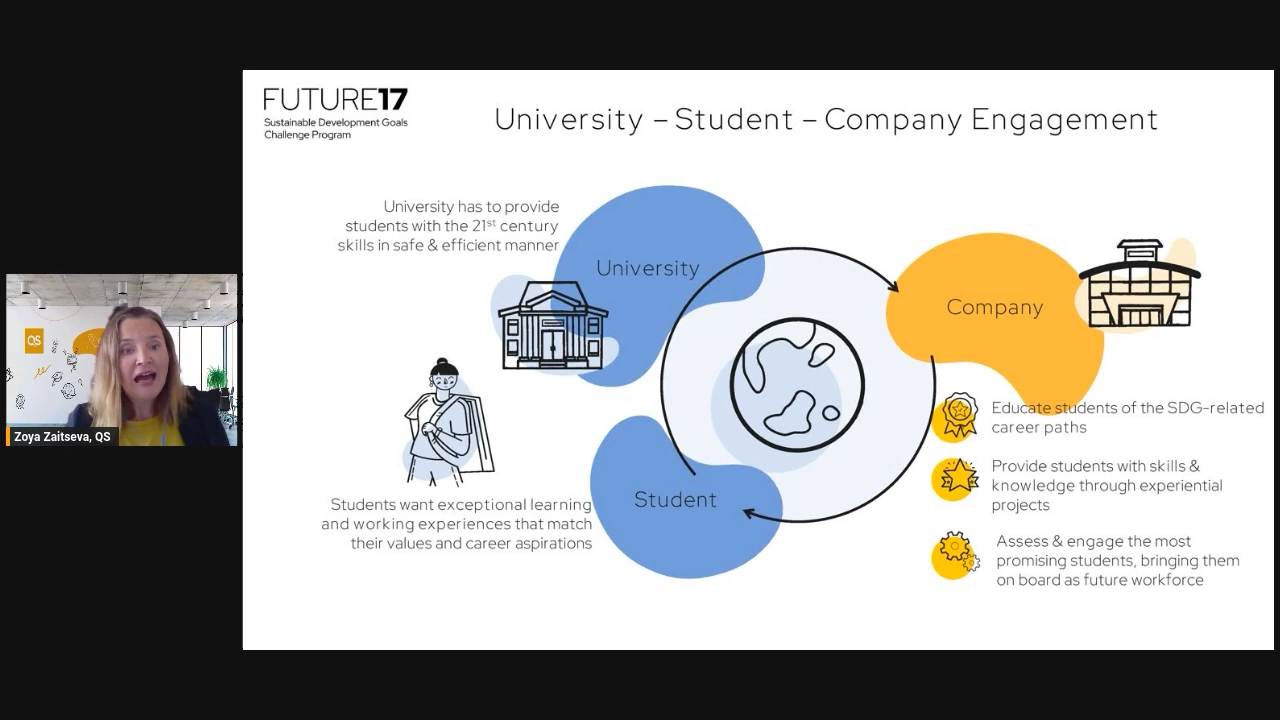 FUTURE17
Sustainable Development Goals
Challenge Program
University – Student – Company Engagement
University has to provide
students with the 21st century
skills in safe & efficient manner
University
Company
Student
Students want exceptional learning
and working experiences that match
their values and career aspirations
Educate students of the SDG-related
career paths
Provide students with skills &
knowledge through experiential
projects
Assess & engage the most
promising students, bringing them
on board as future workforce
QS
Zoya Zaitseva, QS